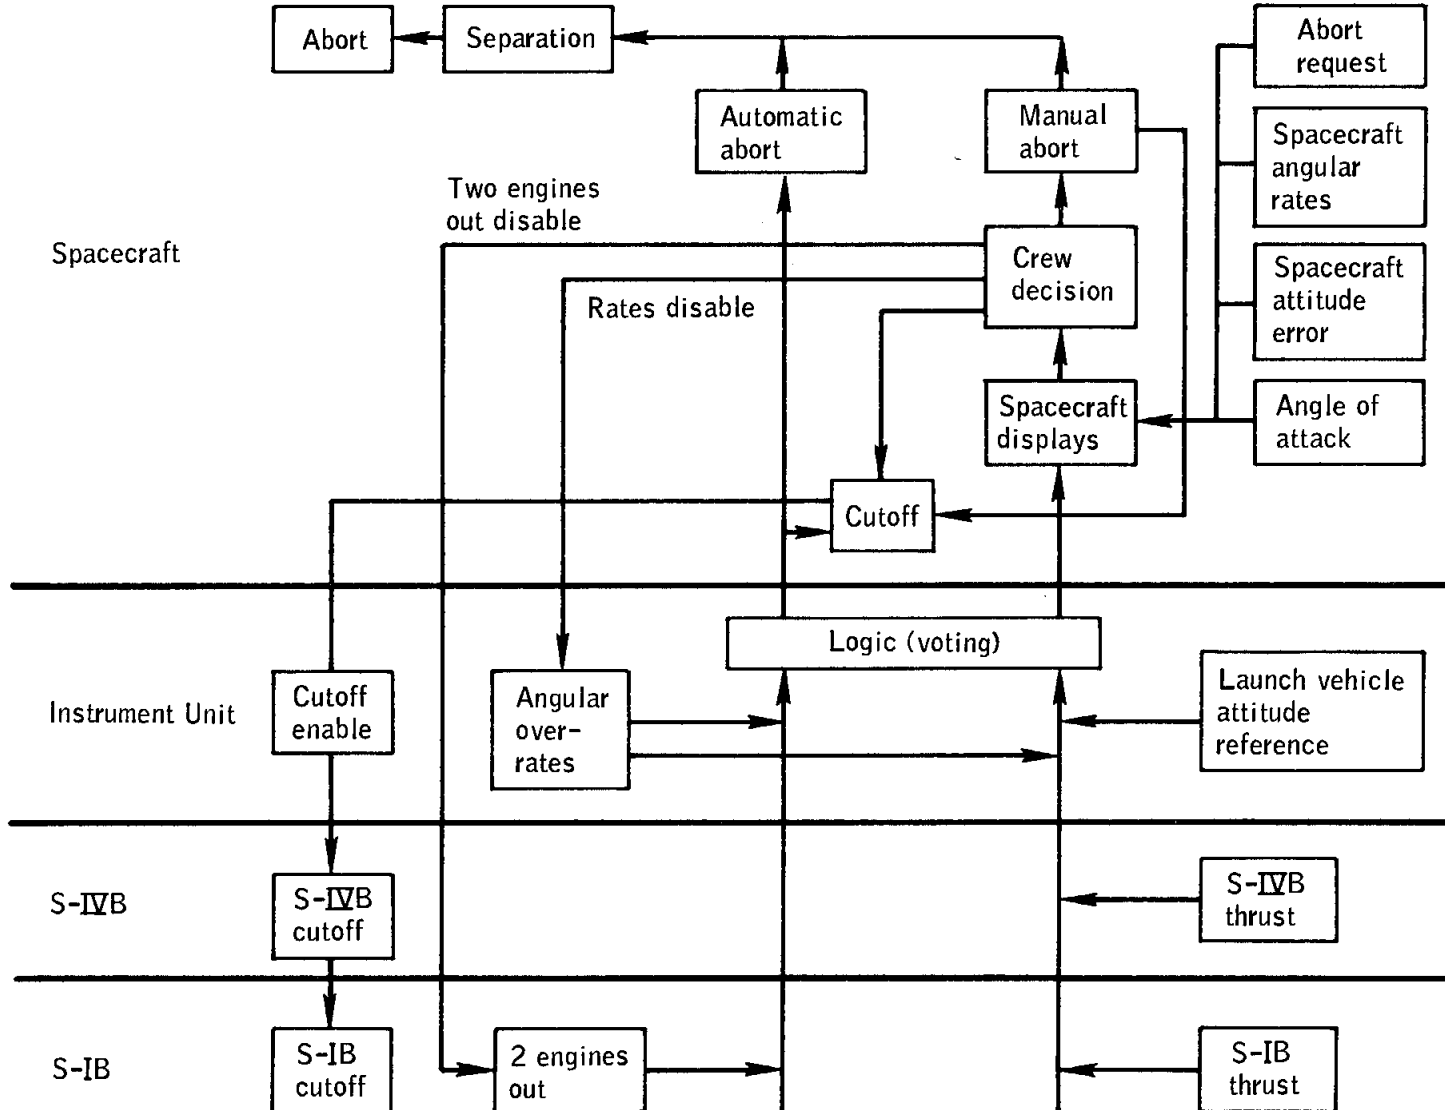 Abort
Separation
Abort
request
Automatic
abort
Manual
abort
Spacecraft
angular
rates
Two engines
out disable
Spacecraft
Crew
decision
Spacecraft
attitude
error
Rates disable
Spacecraft
displays
Angle of
attack
Cutoff
Logic (voting)
Instrument Unit
Cutoff
enable
Angular
over-
rates
Launch vehicle
attitude
reference
S-IVB
S-IVB
cutoff
S-IVB
thrust
S-IB
S-IB
cutoff
2 engines
out
S-IB
thrust